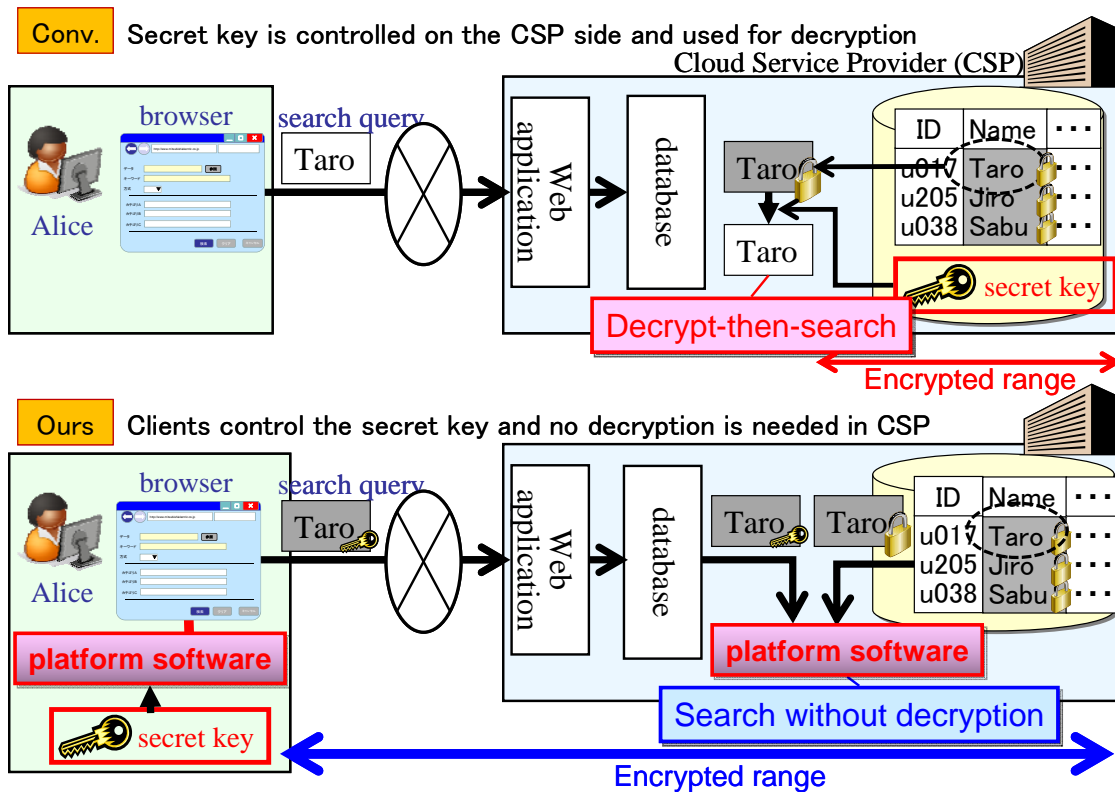 Conv. Secret key is controlled on the CSP side and used for decryption
Cloud Service Provider (CSP)
browser
search query
Taro
Alice
Web application
database
Taro
Taro
ID Name ･･･
u017 Taro ･･･
u205 Jiro ･･･
u038 Sabu ･･･
secret key
Decrypt-then-search
Encrypted range
Ours Clients control the secret key and no decryption is needed in CSP
browser
search query
Taro
Alice
Web application
database
Taro
Taro
ID Name ･･･
u017 Taro ･･･
u205 Jiro ･･･
u038 Sabu ･･･
platform software
platform software
secret key
Search without decryption
Encrypted range